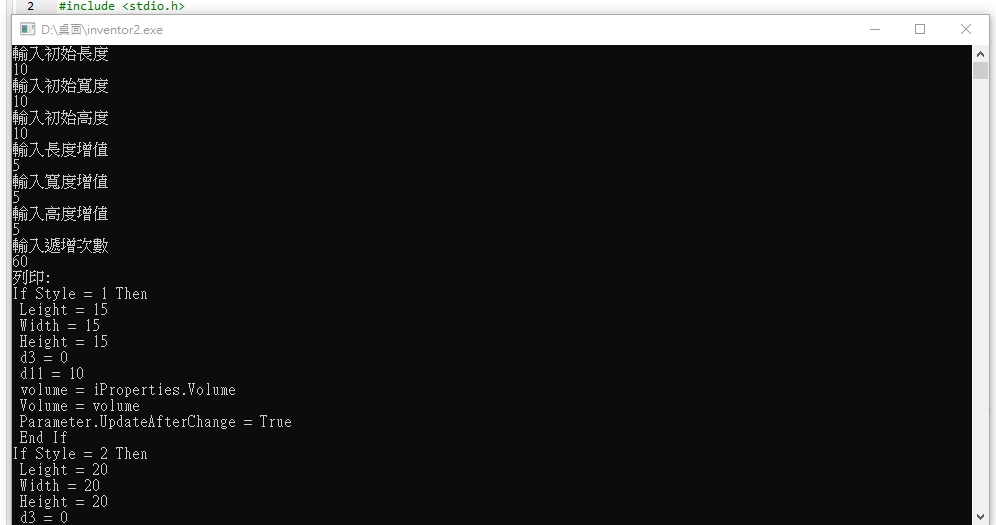 2 #include <stdio.h>
D:\桌面\inventor2.exe
輸入初始長度
10
輸入初始寬度
10
輸入初始高度
10
輸入長度增值
5
輸入寬度增值
5
輸入高度增值
5
輸入遞增次數
60
列印:
If Style = 1 Then
Leight = 15
Width = 15
Height = 15
d3 = 0
d11 = 10
volume = iProperties.Volume
Volume = volume
Parameter.UpdateAfterChange = True
End If
If Style = 2 Then
Leight = 20
Width = 20
Height = 20
d3 = 0